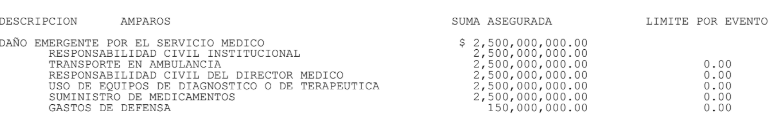 DESCRIPCION AMPAROS SUMA ASEGURADA LIMITE POR EVENTO
DAÑO EMERGENTE POR EL SERVICIO MEDICO $ 2,500,000,000.00
RESPONSABILIDAD CIVIL INSTITUCIONAL 2,500,000,000.00
TRANSPORTE EN AMBULANCIA 2,500,000,000.00 0.00
RESPONSABILIDAD CIVIL DEL DIRECTOR MEDICO 2,500,000,000.00 0.00
USO DE EQUIPOS DE DIAGNOSTICO O DE TERAPEUTICA 2,500,000,000.00 0.00
SUMINISTRO DE MEDICAMENTOS 2,500,000,000.00 0.00
GASTOS DE DEFENSA 150,000,000.00 0.00